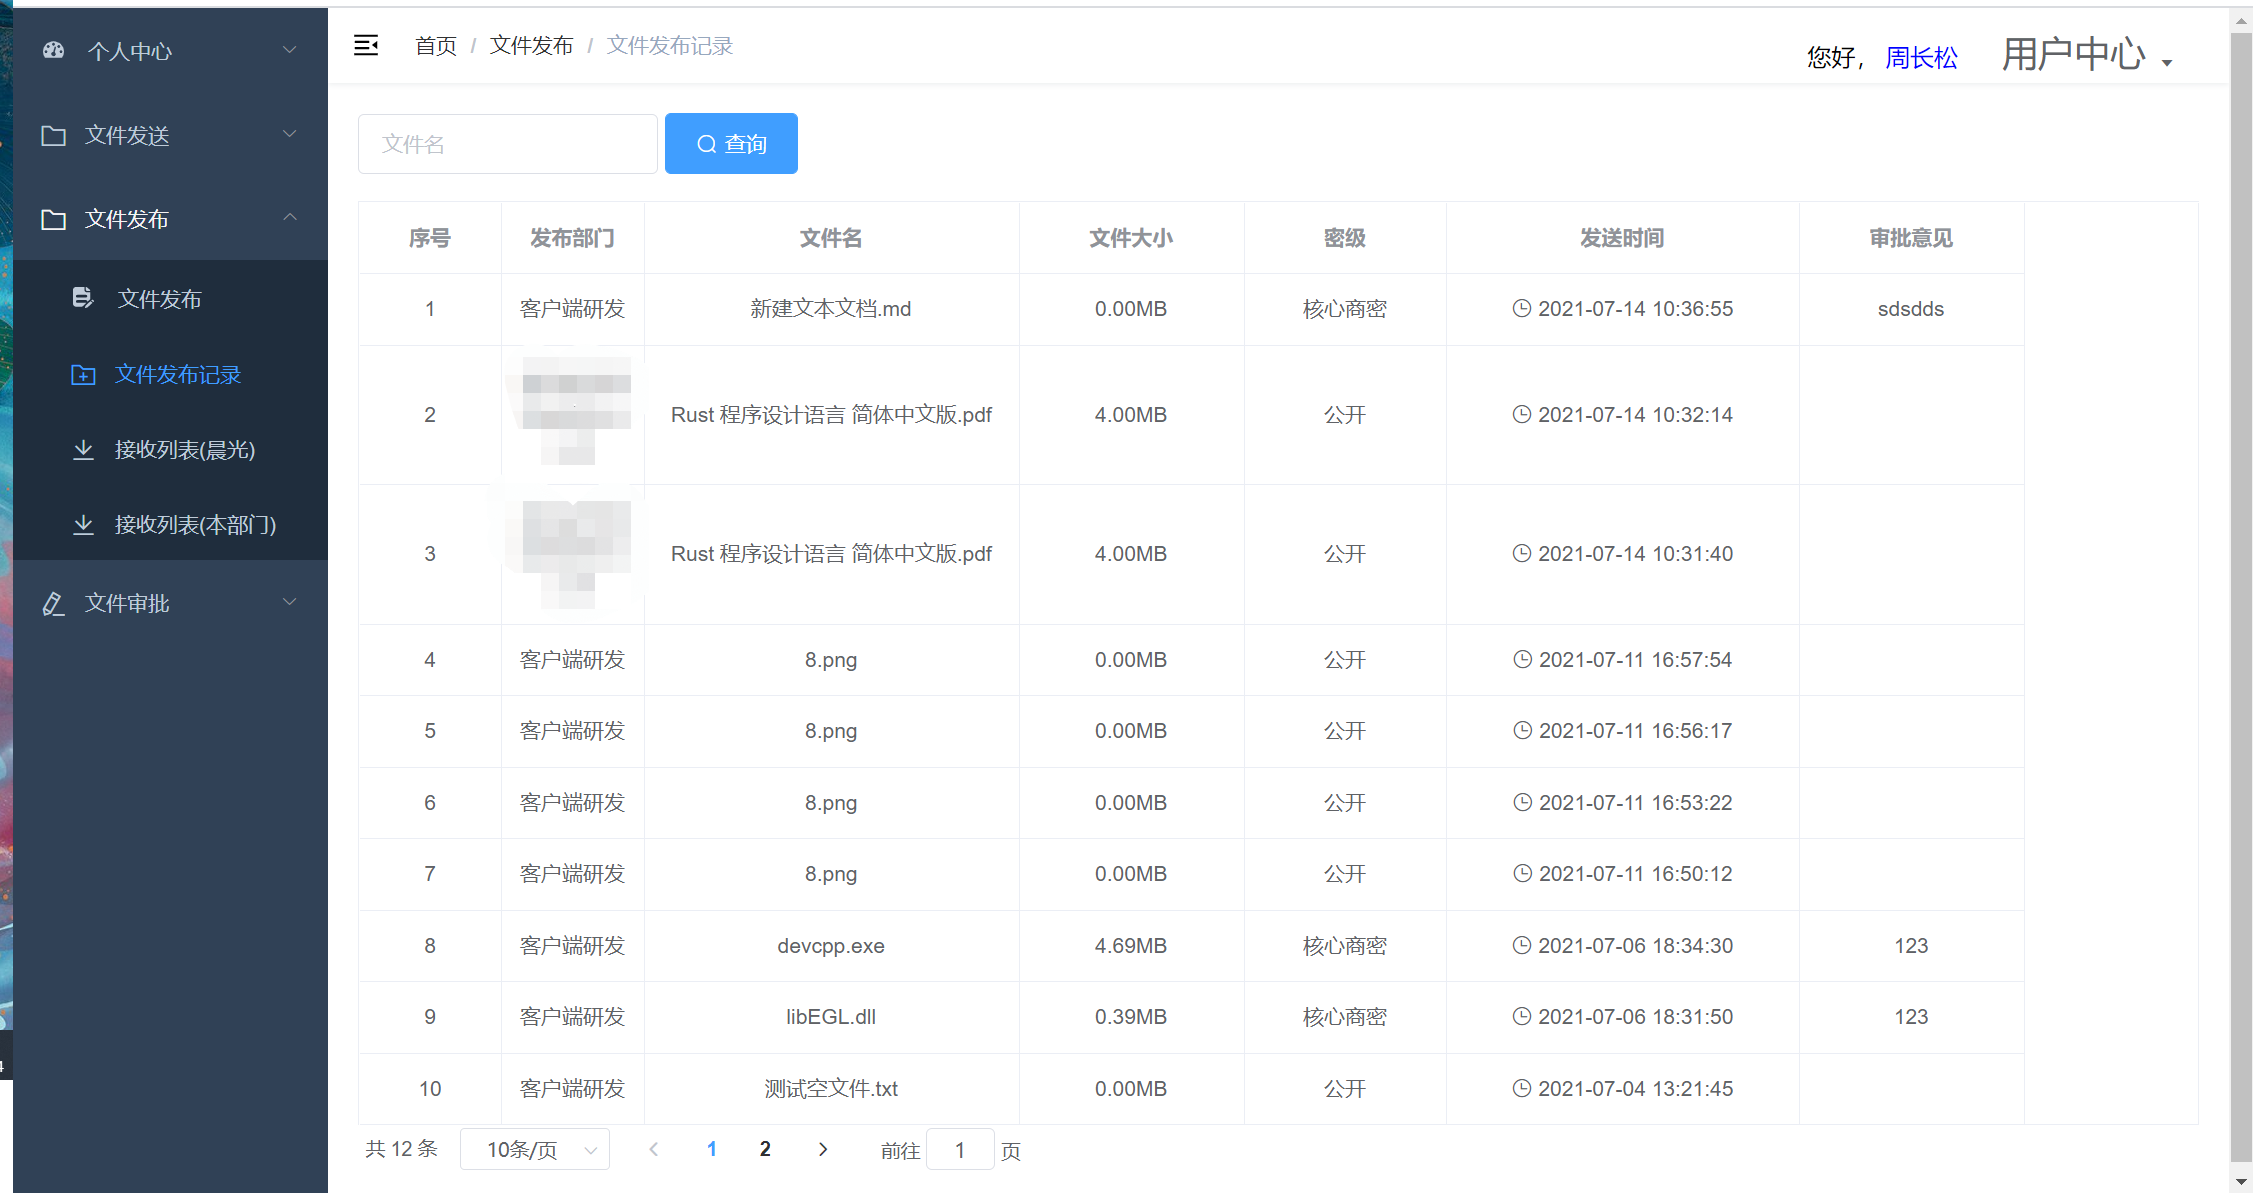 个人中心
文件发送
文件发布
文件发布
文件发布记录
接收列表(晨光)
接收列表(本部门)
文件审批
首页 / 文件发布 / 文件发布记录
您好， 周长松 用户中心
文件名 查询
序号 发布部门 文件名 文件大小 密级 发送时间 审批意见
1 客户端研发 新建文本文档.md 0.00MB 核心商密 2021-07-14 10:36:55 sdsdds
2 Rust 程序设计语言 简体中文版.pdf 4.00MB 公开 2021-07-14 10:32:14
3 Rust 程序设计语言 简体中文版.pdf 4.00MB 公开 2021-07-14 10:31:40
4 客户端研发 8.png 0.00MB 公开 2021-07-11 16:57:54
5 客户端研发 8.png 0.00MB 公开 2021-07-11 16:56:17
6 客户端研发 8.png 0.00MB 公开 2021-07-11 16:53:22
7 客户端研发 8.png 0.00MB 公开 2021-07-11 16:50:12
8 客户端研发 devcpp.exe 4.69MB 核心商密 2021-07-06 18:34:30 123
9 客户端研发 libEGL.dll 0.39MB 核心商密 2021-07-06 18:31:50 123
10 客户端研发 测试空文件.txt 0.00MB 公开 2021-07-04 13:21:45
共 12 条 10条/页 1 2 前往 1 页